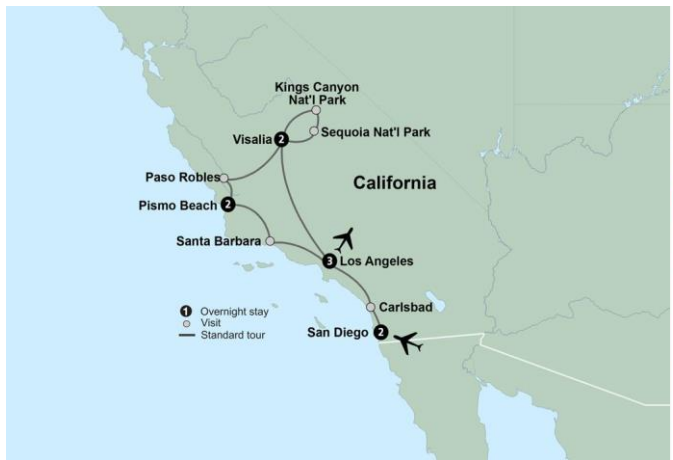 Kings Canyon
Nat'l Park
Visalia 2
Sequoia Nat'l Park
Paso Robles
California
Pismo Beach 2
Santa Barbara
3 Los Angeles
Carlsbad
1 Overnight stay
Visit
Standard tour
San Diego 2